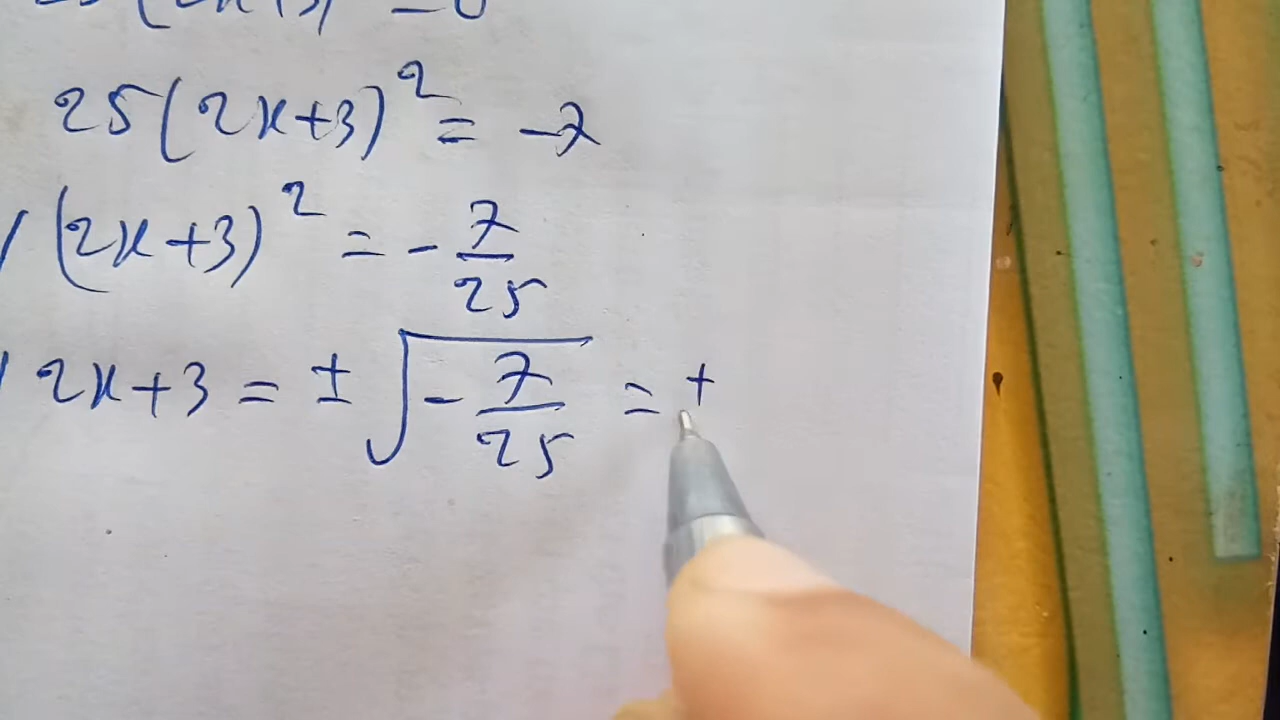 25(2x+3)² = -7
(2x+3)² = -7/25
2x+3 = ±√(-7/25) = +